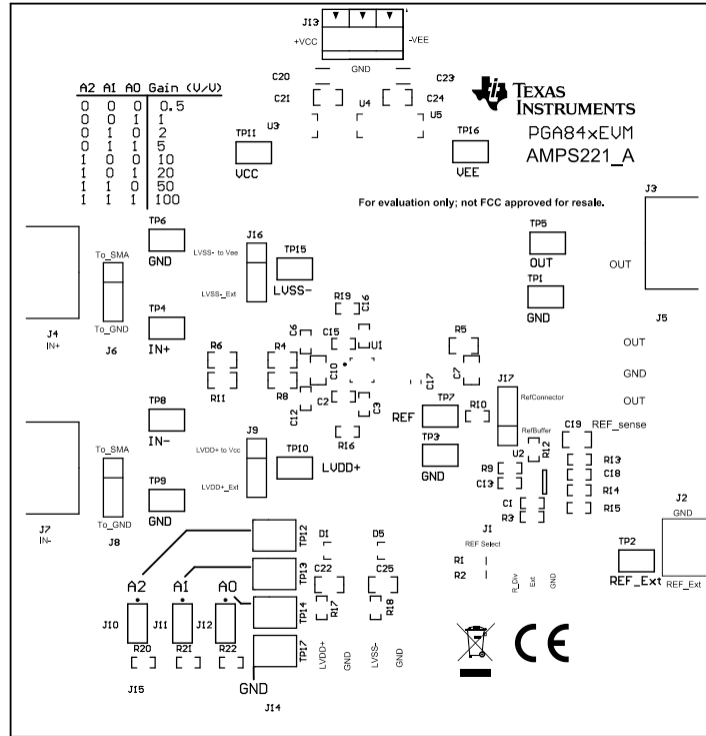 J13
+VCC
-VEE
GND
C20
C23
C21
C24
U4
U3
U5
TP11
VCC
TP16
VEE
A2 A1 A0 Gain (V/V)
0 0 0 0.5
0 0 1 1
0 1 0 2
0 1 1 5
1 0 0 10
1 0 1 20
1 1 0 50
1 1 1 100
TEXAS
INSTRUMENTS
PGA84xEVM
AMPS221_A
For evaluation only; not FCC approved for resale.
J3
TP6
GND
To_SMA
To_GND
J6
J4
IN+
TP4
IN+
J16
LVSS- to Vee
LVSS-_Ext
TP15
LVSS-
TP5
OUT
OUT
TP1
GND
J5
OUT
GND
OUT
R19
C16
C6
C15
U1
R6
R4
R11
R8
C10
C12
C2
C3
R16
R5
C17
C7
J17
RefConnector
RefBuffer
TP7
REF
R10
TP3
GND
U2
R12
C19
REF_sense
R9
C13
C1
R3
R13
C18
R14
R15
TP8
IN-
To_SMA
To_GND
J8
J7
IN-
TP9
GND
J9
LVDD+ to Vcc
LVDD+_Ext
TP10
LVDD+
J1
REF Select
R1
R2
R_Div
Ext
GND
J2
GND
REF_Ext
TP2
REF_Ext
TP12
TP13
TP14
TP17
A2
A1
A0
J10
J11
J12
R20
R21
R22
J15
GND
J14
D1
D5
C22
C25
R17
R18
LVDD+
GND
LVSS-
GND
CE